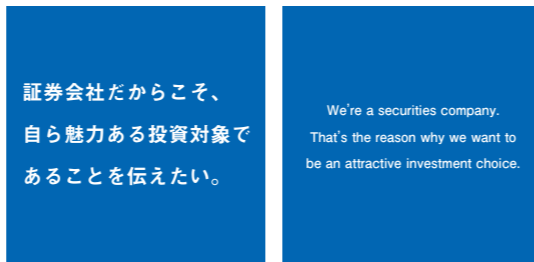 証券会社だからこそ、
自ら魅力ある投資対象で
あることを伝えたい。
We're a securities company.
That's the reason why we want to
be an attractive investment choice.